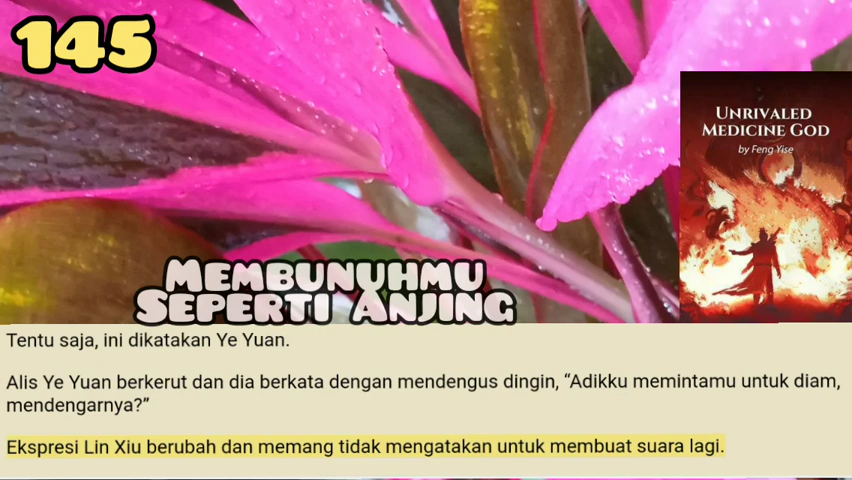 145
UNRIVALED
MEDICINE GOD
by Feng Yise
MEMBUNUHMU
SEPERTI ANJING
Tentu saja, ini dikatakan Ye Yuan.
Alis Ye Yuan berkerut dan dia berkata dengan mendengus dingin, “Adikku memintamu untuk diam,
mendengarnya?”
Ekspresi Lin Xiu berubah dan memang tidak mengatakan untuk membuat suara lagi.